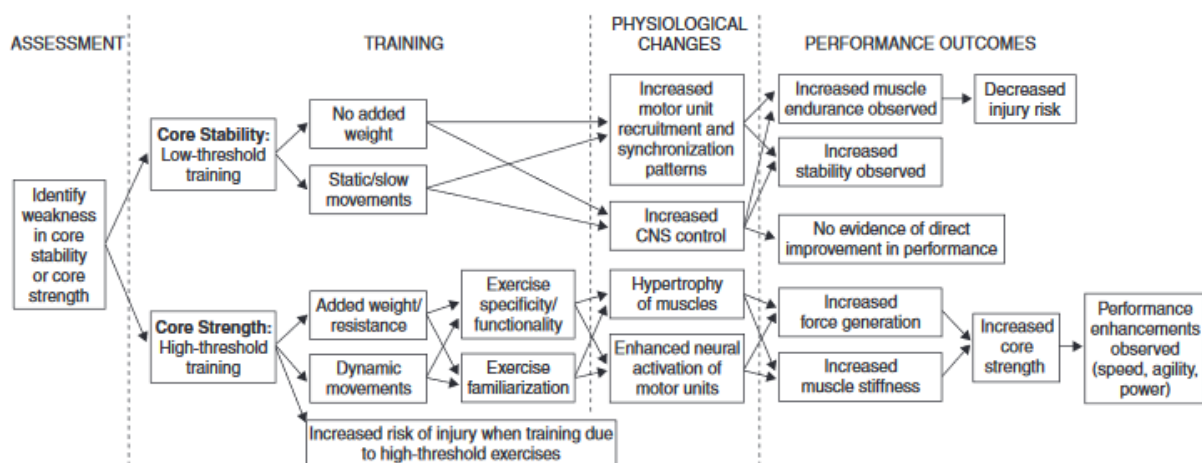 ASSESSMENT
TRAINING
PHYSIOLOGICAL
CHANGES
PERFORMANCE OUTCOMES
Identify
weakness
in core
stability
or core
strength
Core Stability:
Low-threshold
training
No added
weight
Static/slow
movements
Increased
motor unit
recruitment and
synchronization
patterns
Increased
CNS control
Increased muscle
endurance observed
Decreased
injury risk
Increased
stability observed
No evidence of direct
improvement in performance
Core Strength:
High-threshold
training
Added weight/
resistance
Dynamic
movements
Exercise
specificity/
functionality
Exercise
familiarization
Increased risk of injury when training due
to high-threshold exercises
Hypertrophy
of muscles
Enhanced neural
activation of
motor units
Increased
force generation
Increased
muscle stiffness
Increased
core
strength
Performance
enhancements
observed
(speed, agility,
power)